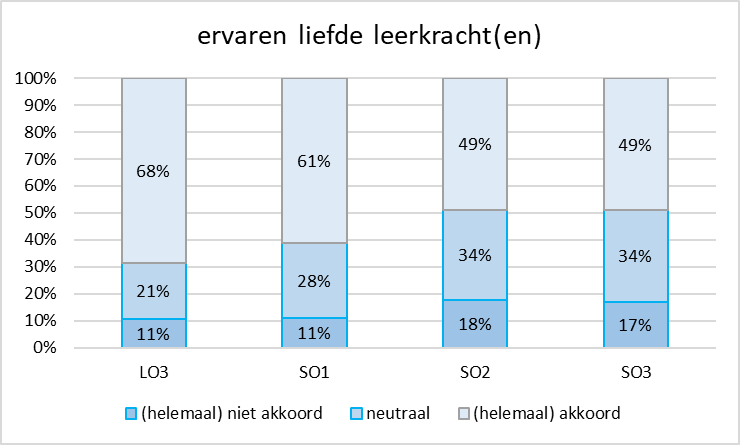 ervaren liefde leerkracht(en)
100%
90%
80%
70%
60%
50%
40%
30%
20%
10%
0%
68% 61% 49% 49%
21% 28% 34% 34%
11% 11% 18% 17%
LO3 SO1 SO2 SO3
(helemaal) niet akkoord neutraal (helemaal) akkoord